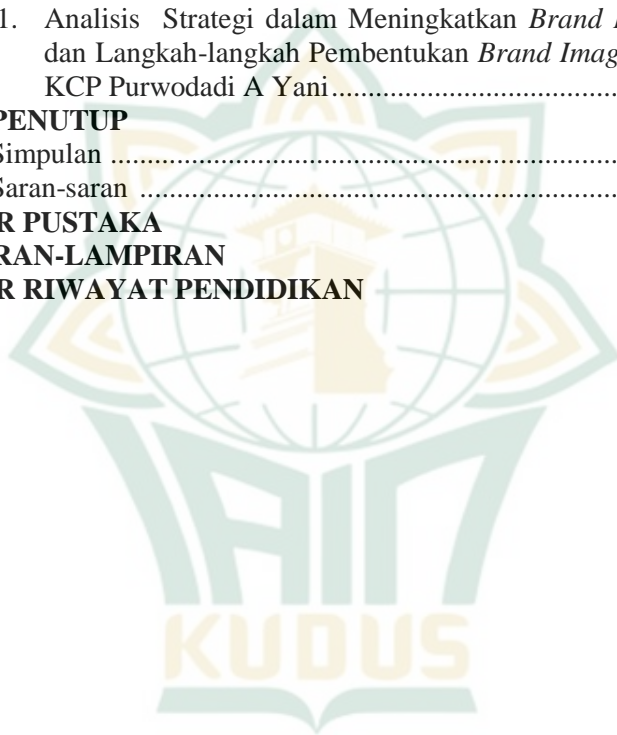 1. Analisis Strategi dalam Meningkatkan Brand
dan Langkah-langkah Pembentukan Brand Imag
KCP Purwodadi A Yani....................................
PENUTUP
Simpulan ......................................................................
Saran-saran ..................................................................
R PUSTAKA
RAN-LAMPIRAN
R RIWAYAT PENDIDIKAN
IAIN
KUDUS